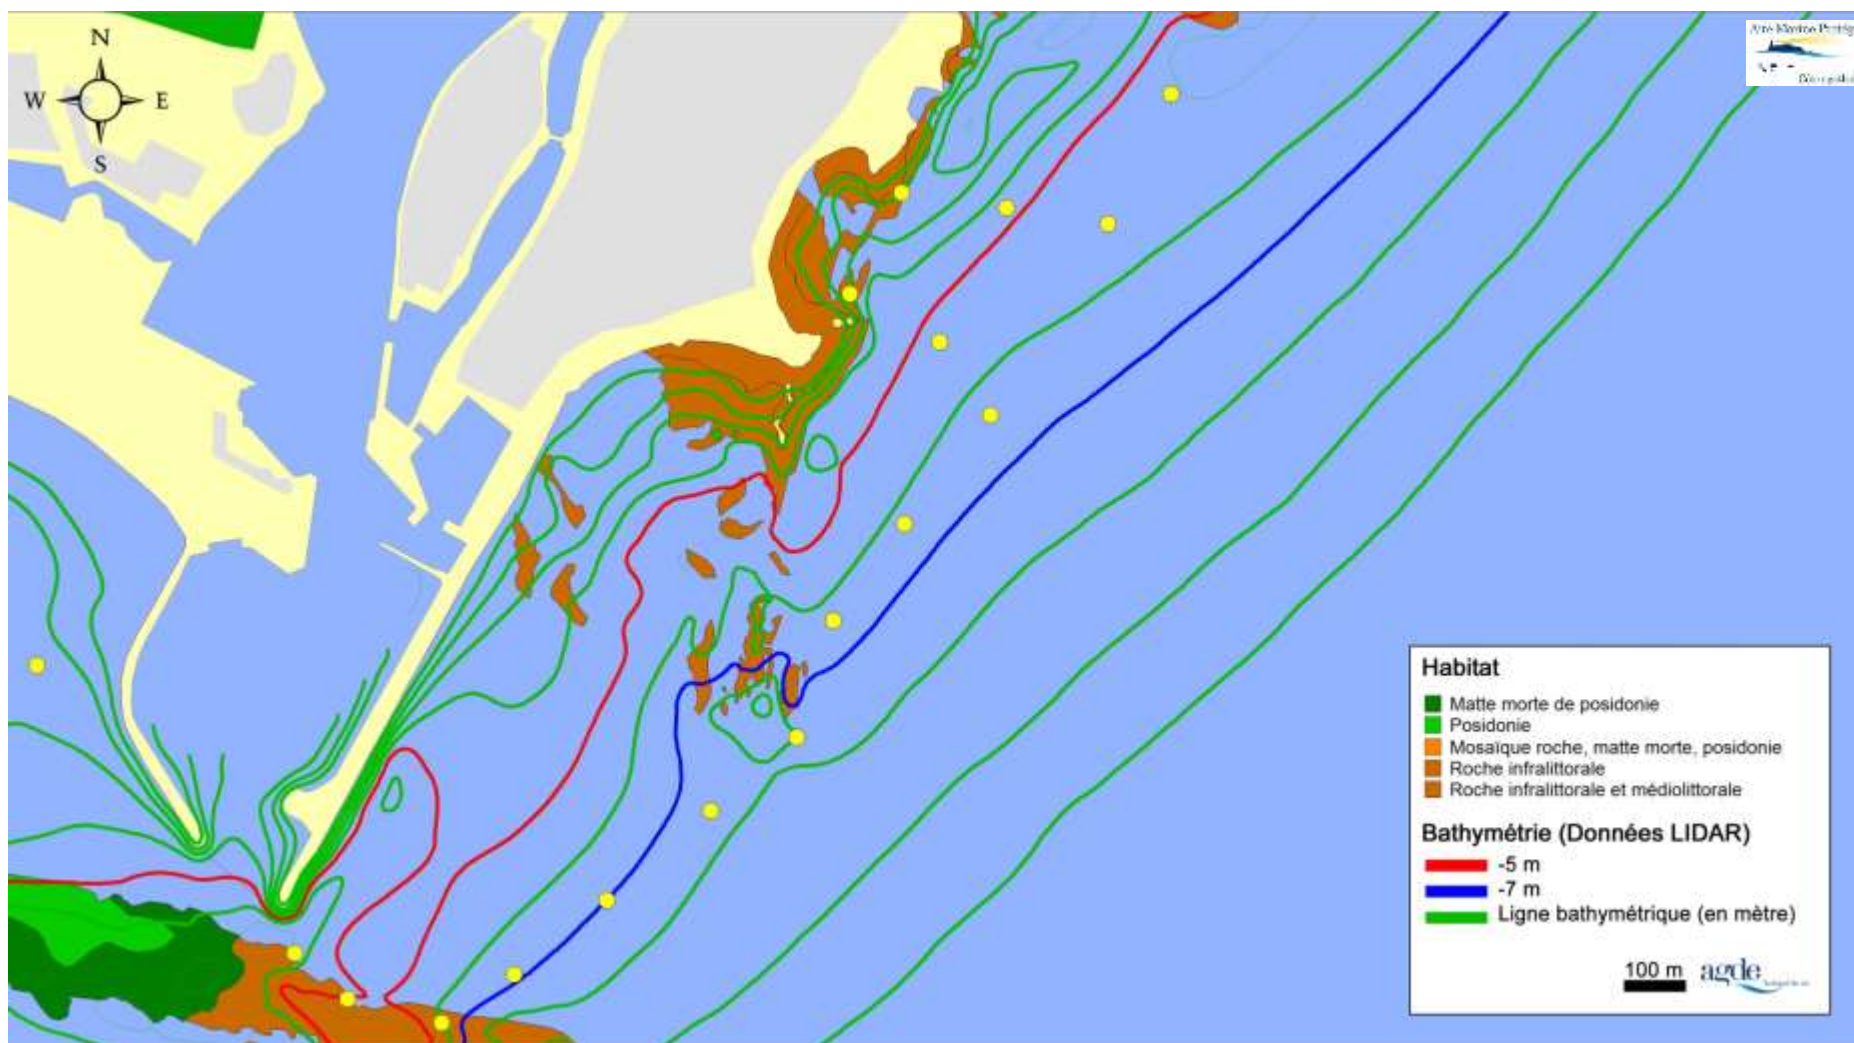 N
W E
S
Habitat
Matte morte de posidonie
Posidonie
Mosaïque roche, matte morte, posidonie
Roche infralittorale
Roche infralittorale et médiolittorale
Bathymétrie (Données LIDAR)
-5 m
-7 m
Ligne bathymétrique (en mètre)
100 m agde